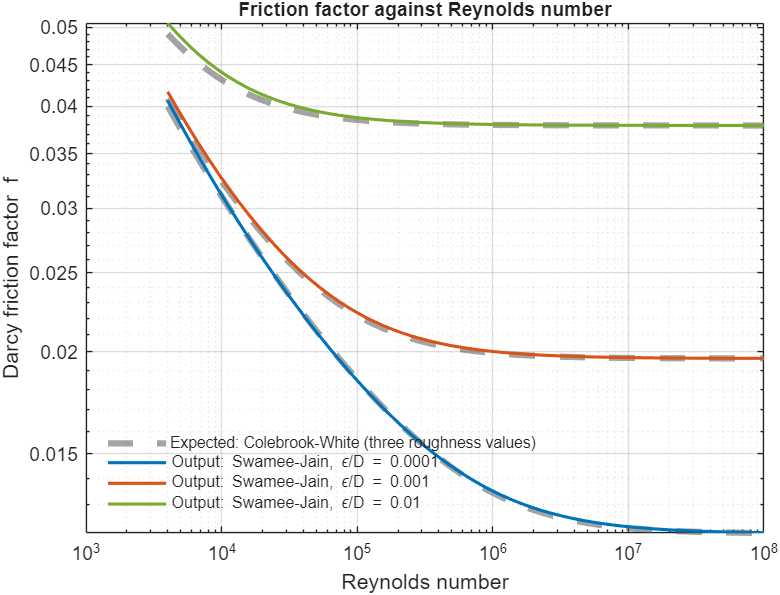 Friction factor against Reynolds number
Darcy friction factor f
0.05
0.045
0.04
0.035
0.03
0.025
0.02
0.015
Expected: Colebrook-White (three roughness values)
Output: Swamee-Jain, ϵ/D = 0.0001
Output: Swamee-Jain, ϵ/D = 0.001
Output: Swamee-Jain, ϵ/D = 0.01
10³ 10⁴ 10⁵ 10⁶ 10⁷ 10⁸
Reynolds number